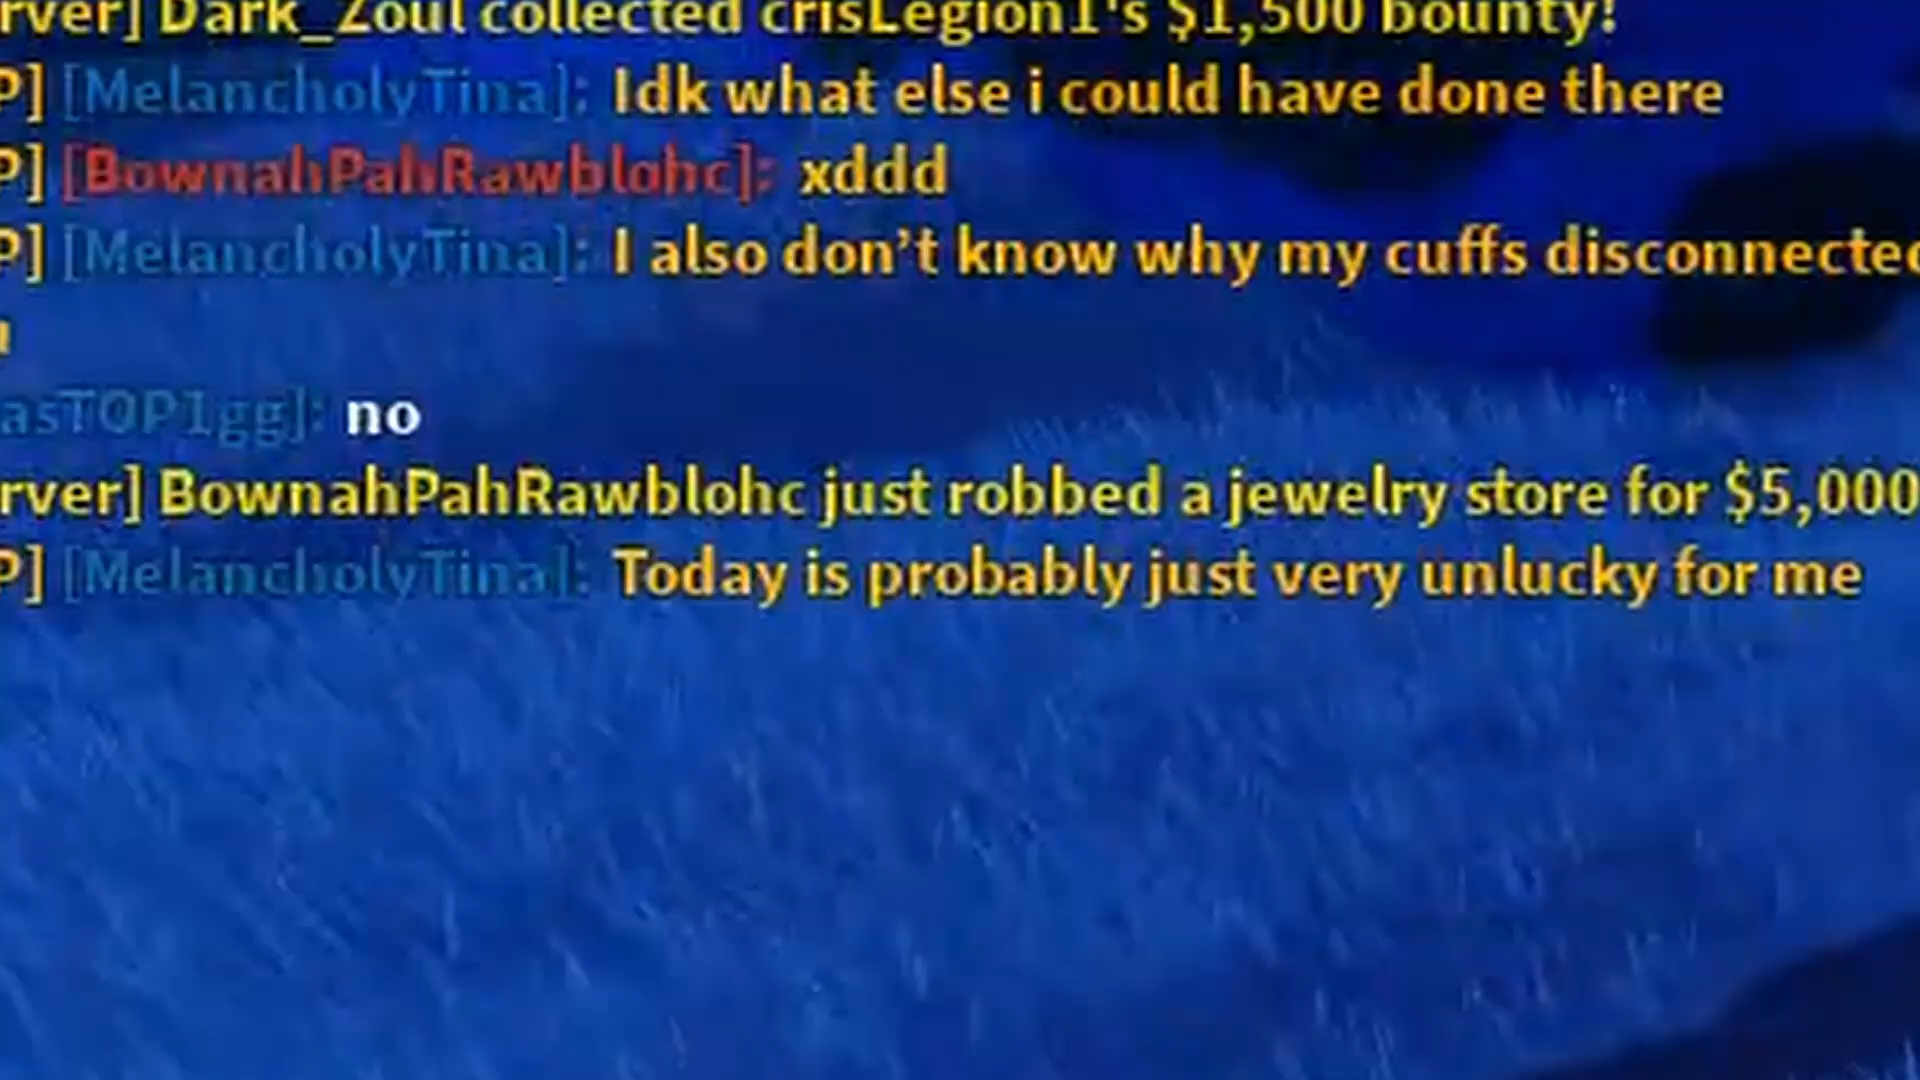 rver] Dark_Zoul collected crisLegion1's $1,500 bounty!
P] [MelancholyTina]: Idk what else i could have done there
P] [BownahPahRawblohc]: xddd
P] [MelancholyTina]: I also don’t know why my cuffs disconnected
asTOP1gg]: no
rver] BownahPahRawblohc just robbed a jewelry store for $5,000
P] [MelancholyTina]: Today is probably just very unlucky for me